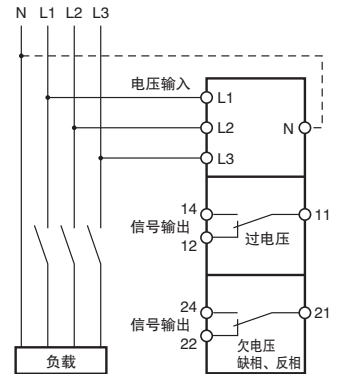 N L1 L2 L3
电压输入
L1
L2
N
L3
14
11
信号输出
过电压
12
24
21
信号输出
22
欠电压
缺相、反相
负载